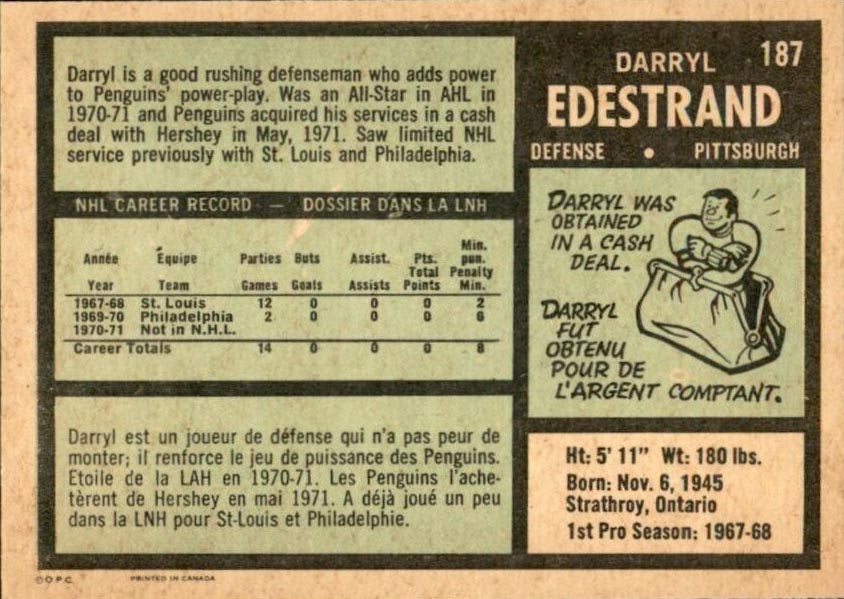 187
DARRYL
EDESTRAND
DEFENSE • PITTSBURGH
Darryl is a good rushing defenseman who adds power
to Penguins' power-play. Was an All-Star in AHL in
1970-71 and Penguins acquired his services in a cash
deal with Hershey in May, 1971. Saw limited NHL
service previously with St. Louis and Philadelphia.
NHL CAREER RECORD — DOSSIER DANS LA LNH
Année Équipe Parties Buts Assist. Pts. Min. pun.
Year Team Games Goals Assists Total Points Penalty Min.
1967-68 St. Louis 12 0 0 0 2
1969-70 Philadelphia 2 0 0 0 6
1970-71 Not in N.H.L.
Career Totals 14 0 0 0 8
Darryl est un joueur de défense qui n'a pas peur de
monter; il renforce le jeu de puissance des Penguins.
Etoile de la LAH en 1970-71. Les Penguins l'ache-
tèrent de Hershey en mai 1971. A déjà joué un peu
dans la LNH pour St-Louis et Philadelphie.
DARRYL WAS
OBTAINED
IN A CASH
DEAL.
DARRYL
FUT
OBTENU
POUR DE
L'ARGENT COMPTANT.
Ht: 5' 11" Wt: 180 lbs.
Born: Nov. 6, 1945
Strathroy, Ontario
1st Pro Season: 1967-68
© O.P.C. PRINTED IN CANADA